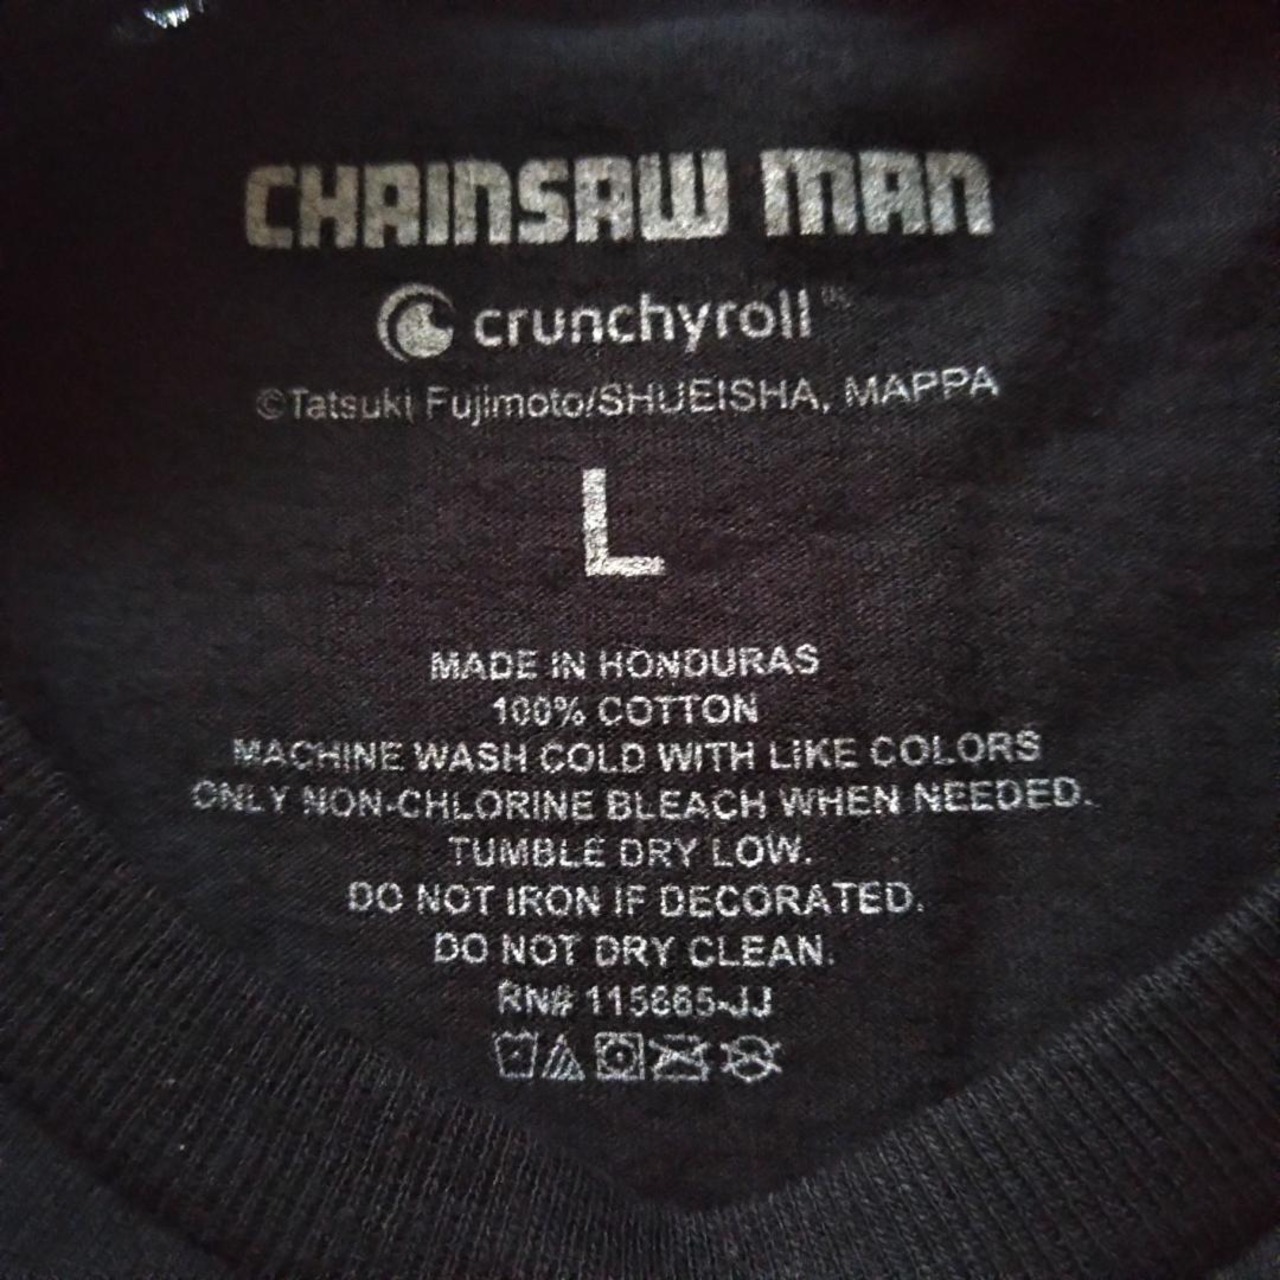 CHAINSAW MAN
crunchyroll™
©Tatsuki Fujimoto/SHUEISHA, MAPPA
L
MADE IN HONDURAS
100% COTTON
MACHINE WASH COLD WITH LIKE COLORS
ONLY NON-CHLORINE BLEACH WHEN NEEDED.
TUMBLE DRY LOW.
DO NOT IRON IF DECORATED.
DO NOT DRY CLEAN.
RN# 115665-JJ